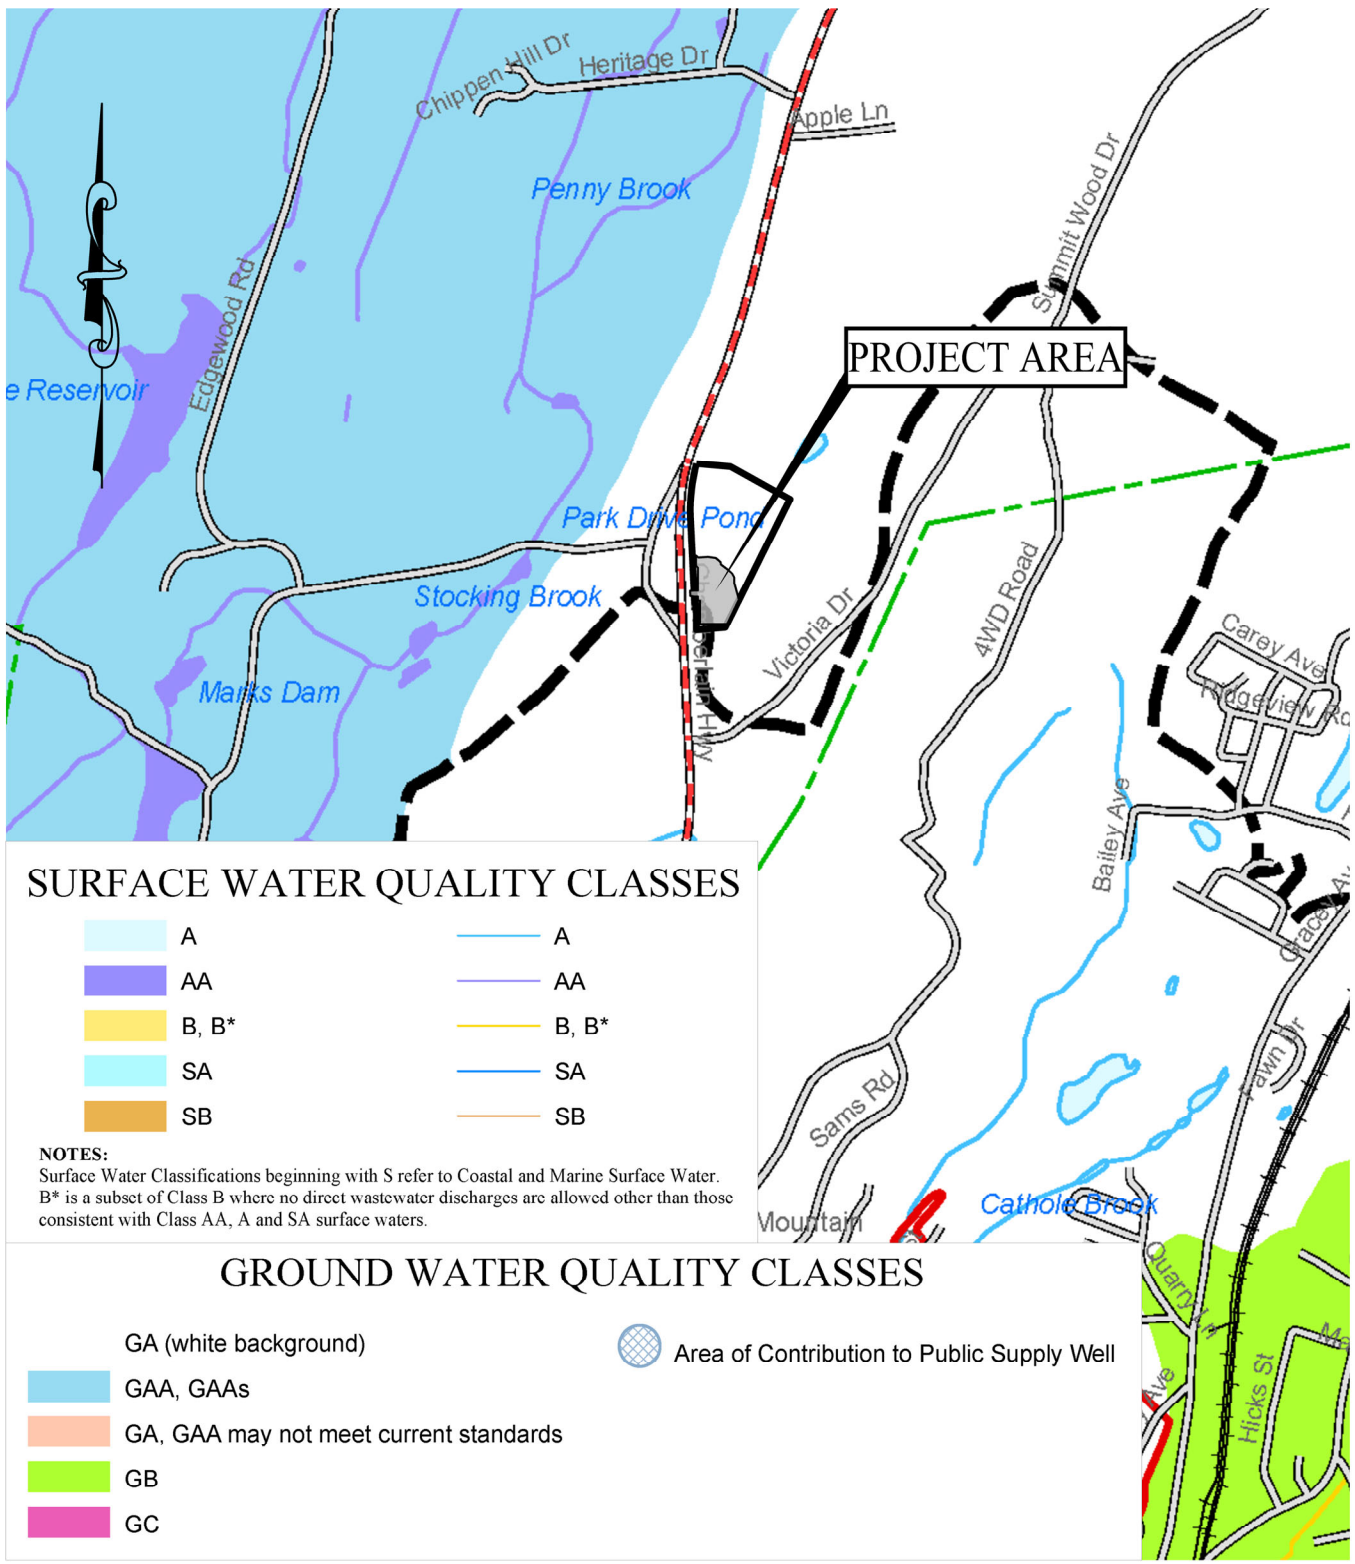 Chippen Hill Dr
Heritage Dr
Apple Ln
Penny Brook
Summit Wood Dr
Edgewood Rd
PROJECT AREA
e Reservoir
Park Drive Pond
Stocking Brook
Victoria Dr
4WD Road
Carey Ave
Ridgeview Rd
Marks Dam
Bailey Ave
SURFACE WATER QUALITY CLASSES
A A
AA AA
B, B* B, B*
SA SA
SB SB
NOTES:
Surface Water Classifications beginning with S refer to Coastal and Marine Surface Water.
B* is a subset of Class B where no direct wastewater discharges are allowed other than those
consistent with Class AA, A and SA surface waters.
Gracey Av
Fawn Dr
Sams Rd
Cathole Brook
Mountain
Quarry Ln
Hicks St
Me
Ave
GROUND WATER QUALITY CLASSES
GA (white background)
Area of Contribution to Public Supply Well
GAA, GAAs
GA, GAA may not meet current standards
GB
GC